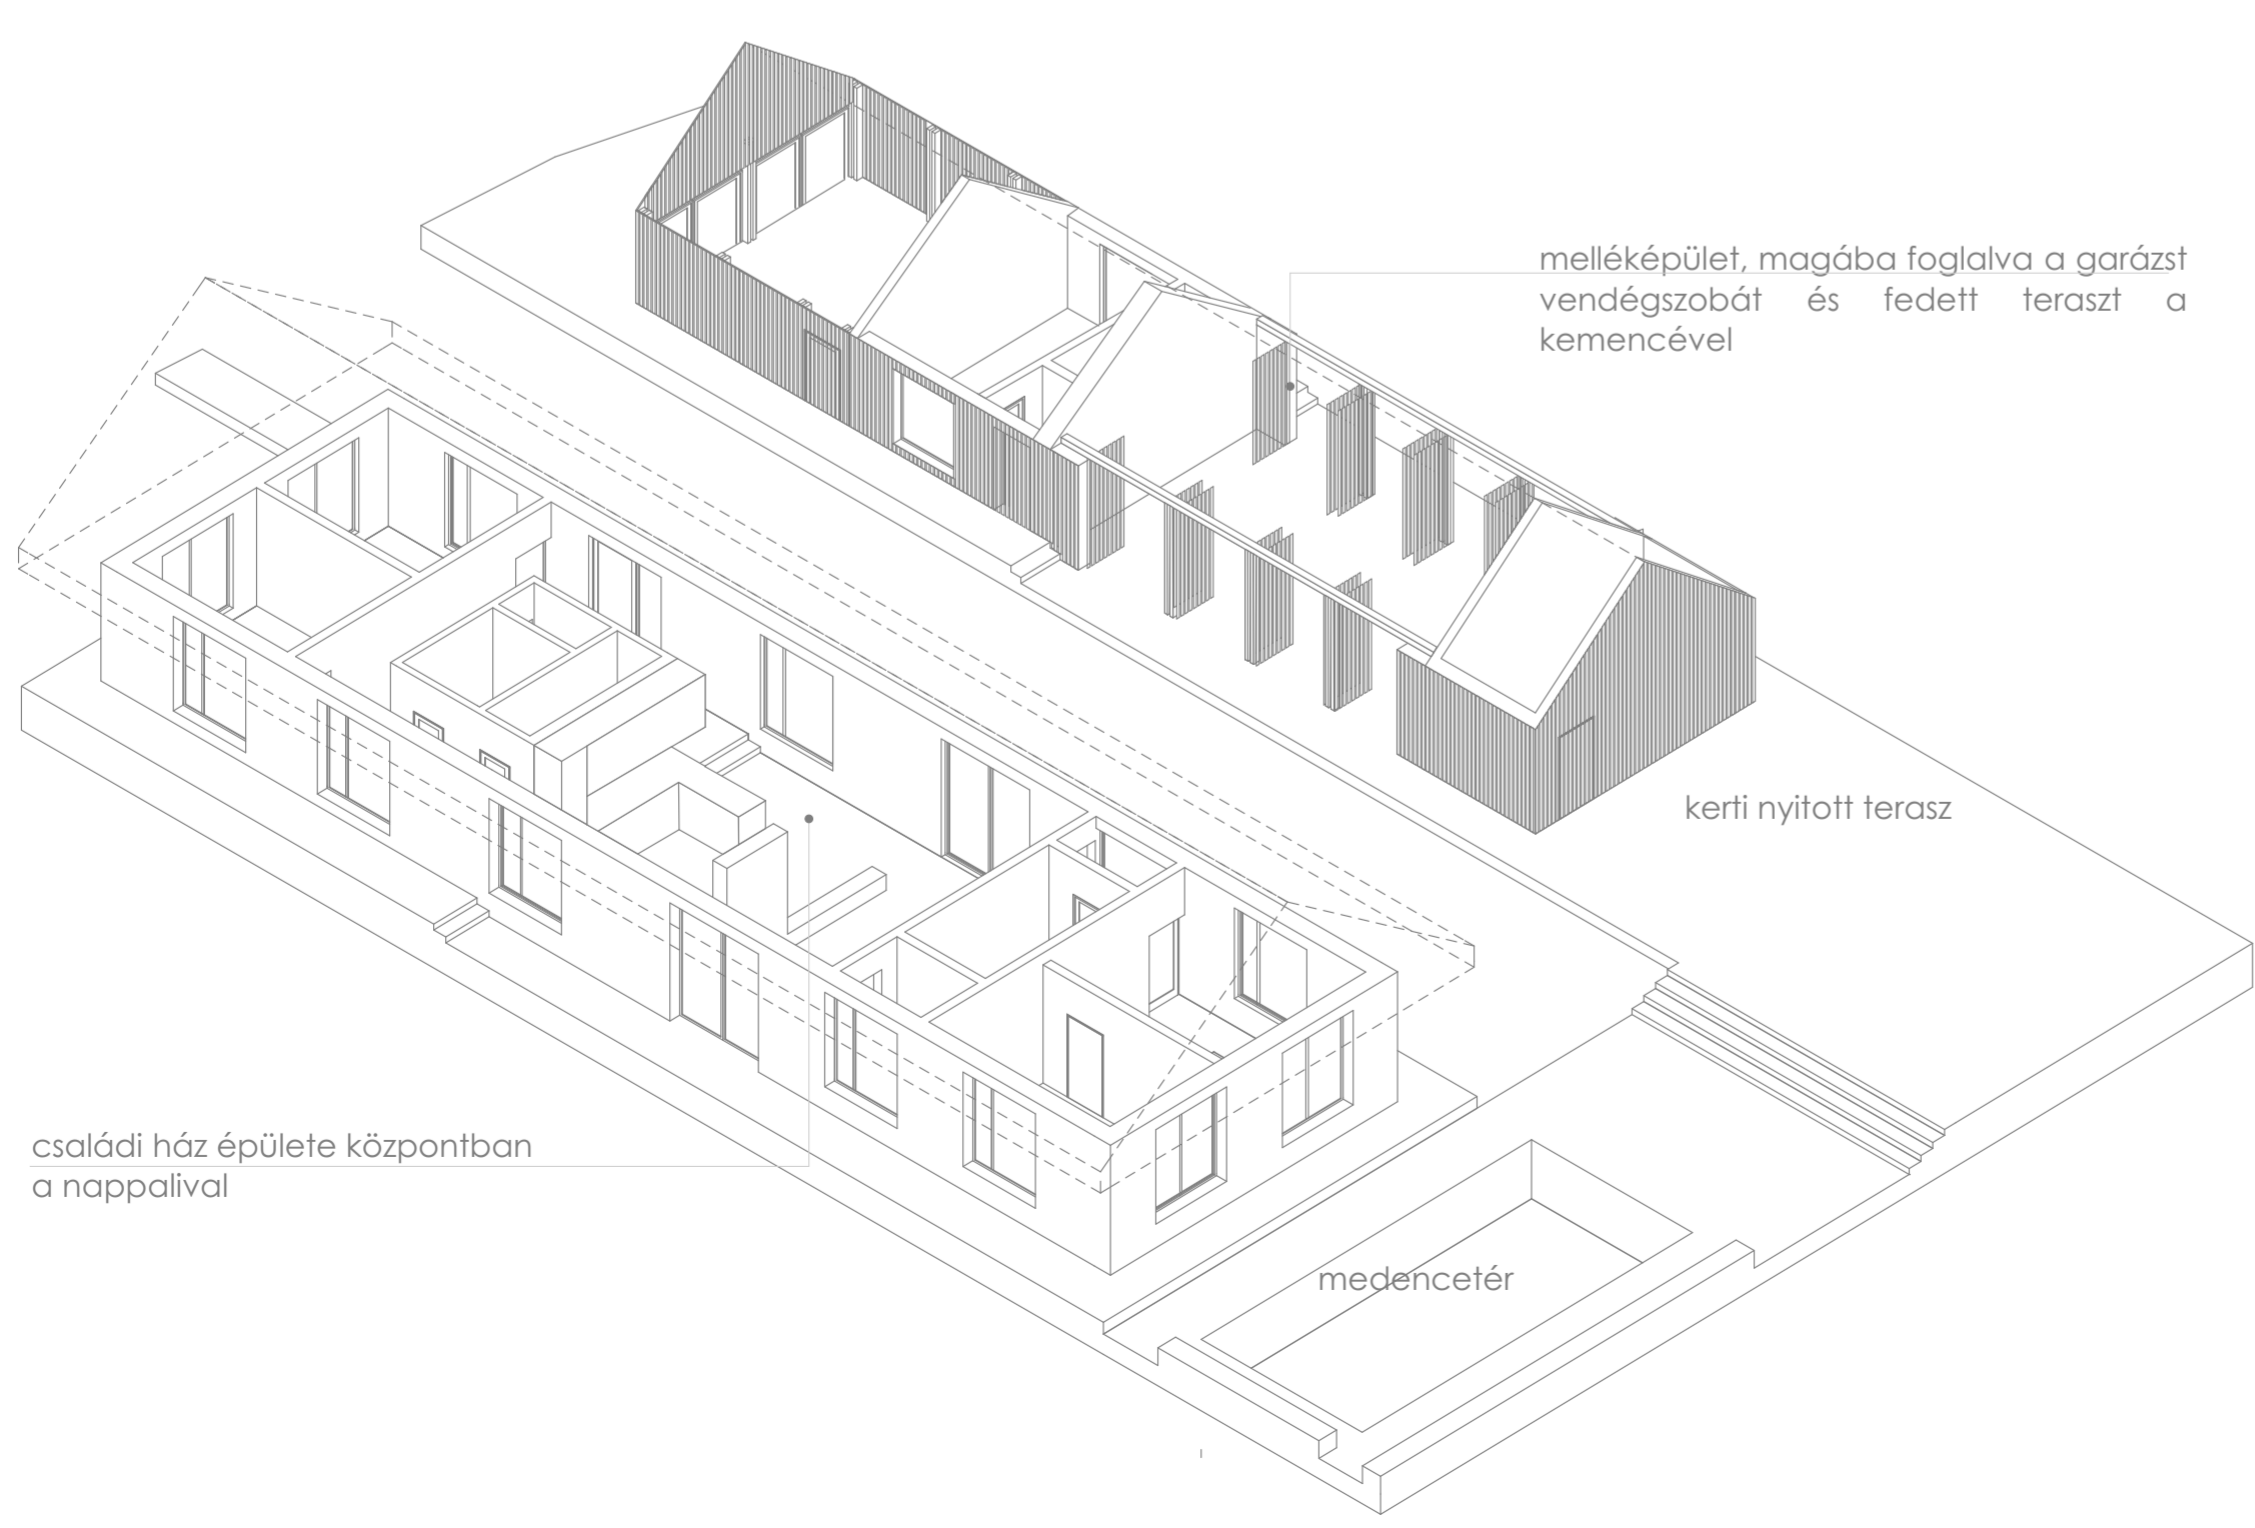 melléképület, magába foglalva a garázst
vendégszobát és fedett teraszt a
kemencével
kerti nyitott terasz
családi ház épülete központban
a nappalival
medencetér